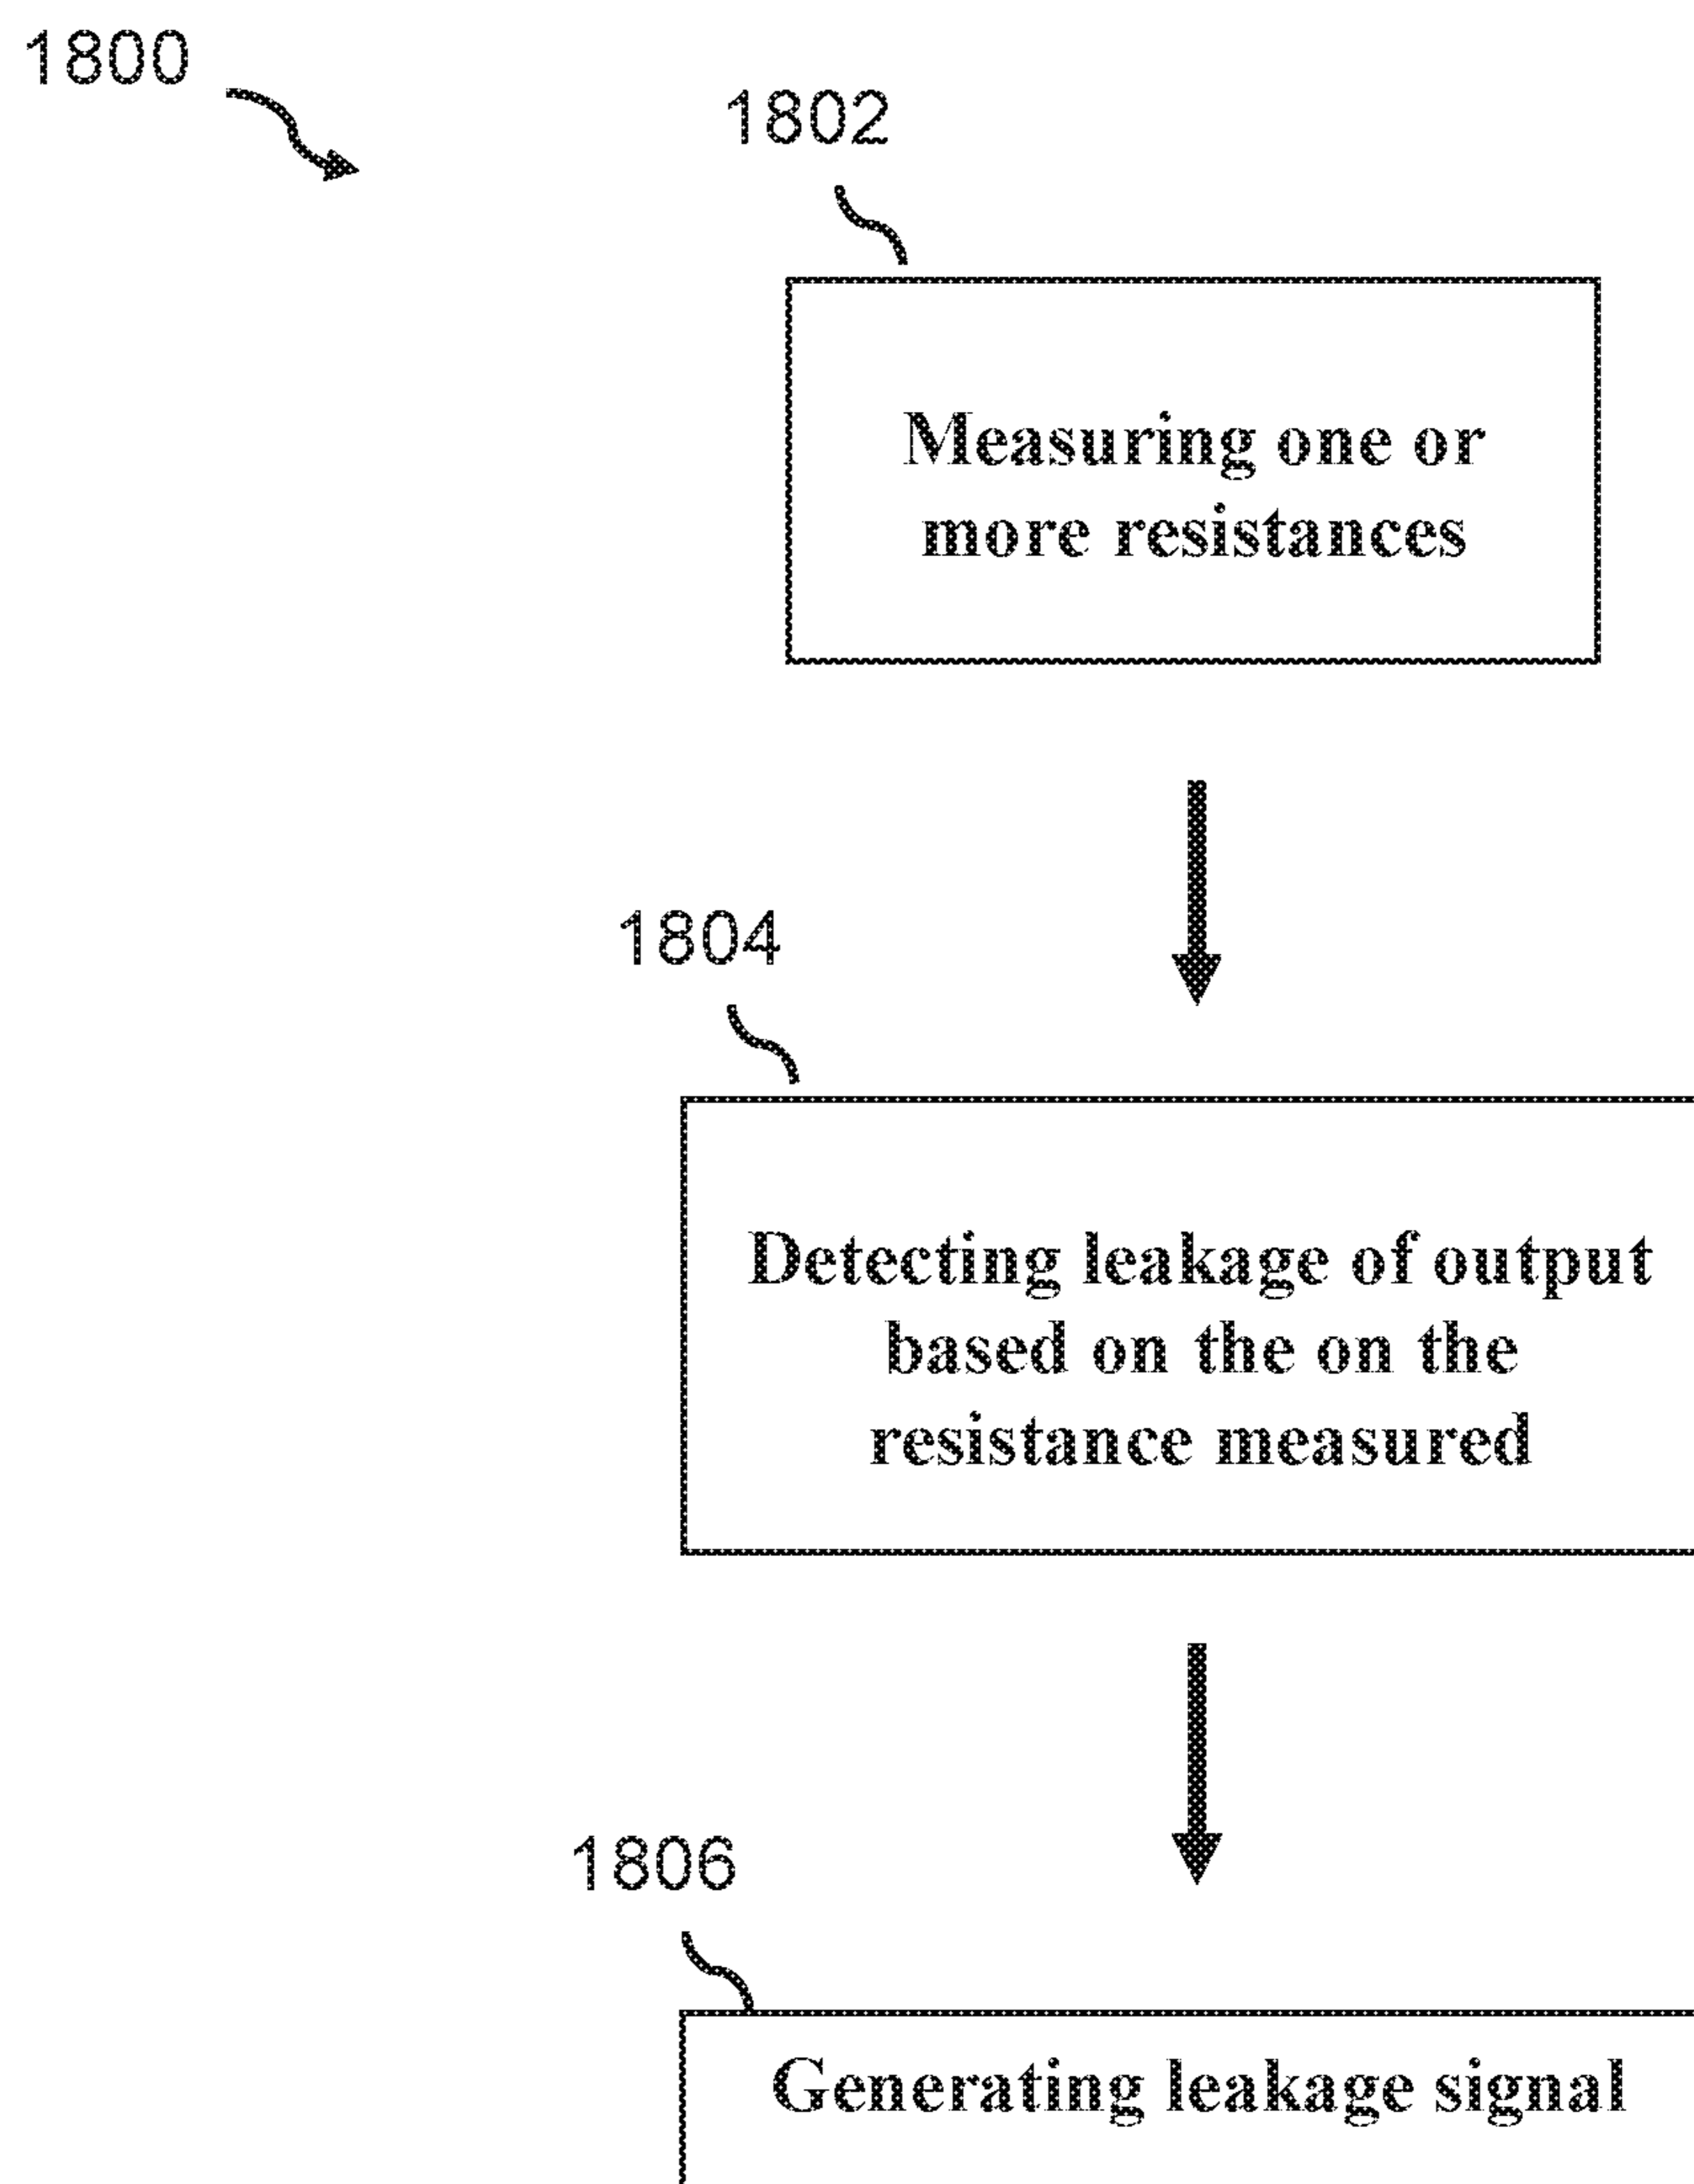 1800
1802
Measuring one or
more resistances
1804
Detecting leakage of output
based on the on the
resistance measured
1806
Generating leakage signal